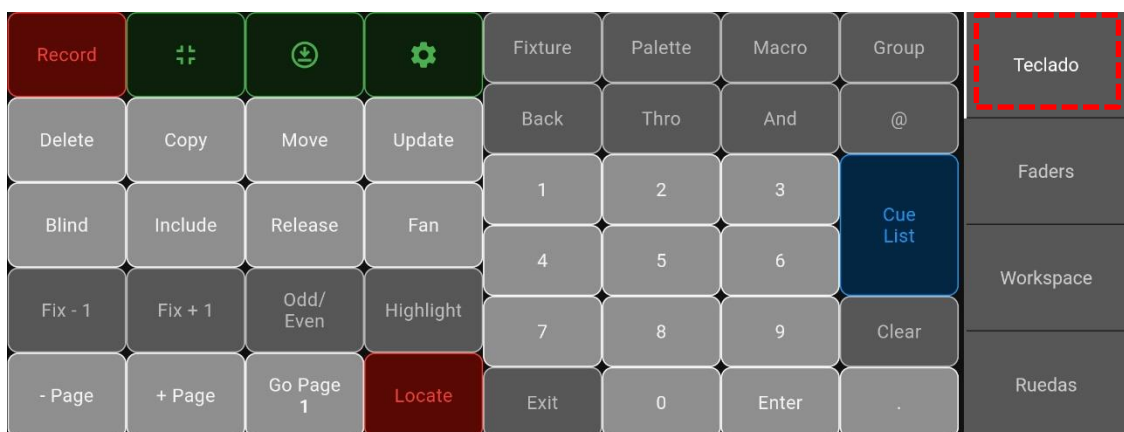 Record
Fixture
Palette
Macro
Group
Teclado
Delete
Copy
Move
Update
Back
Thro
And
@
Faders
1
2
3
Cue
List
Blind
Include
Release
Fan
4
5
6
Workspace
Fix - 1
Fix + 1
Odd/
Even
Highlight
7
8
9
Clear
- Page
+ Page
Go Page
1
Locate
Exit
0
Enter
.
Ruedas